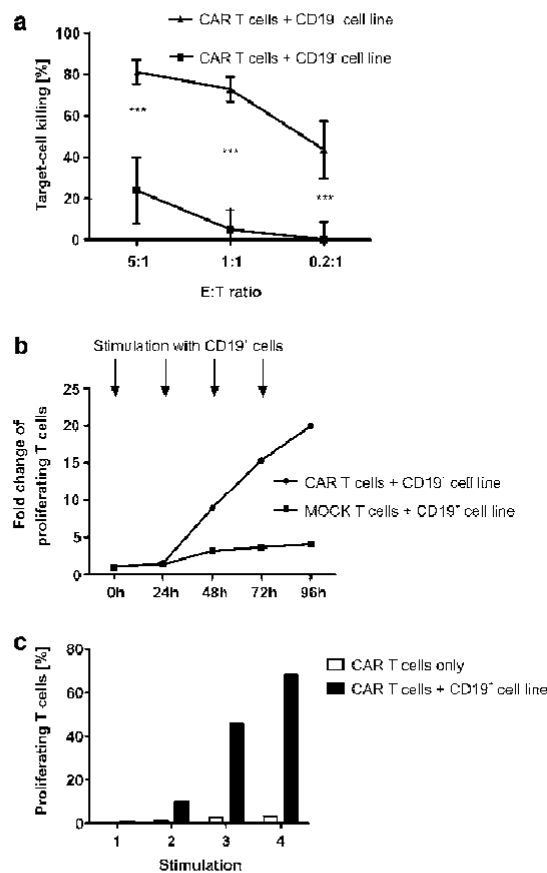 a
CAR T cells + CD19 cell line
CAR T cells + CD19⁻ cell line
Target-cell killing [%]
100
80
60
40
20
0
***
***
***
5:1
1:1
0.2:1
E:T ratio
b
Stimulation with CD19⁺ cells
Fold change of
proliferating T cells
25
20
15
10
5
0
CAR T cells + CD19 cell line
MOCK T cells + CD19⁺ cell line
0h
24h
48h
72h
96h
c
Proliferating T cells [%]
80
60
40
20
0
CAR T cells only
CAR T cells + CD19⁺ cell line
1
2
3
4
Stimulation